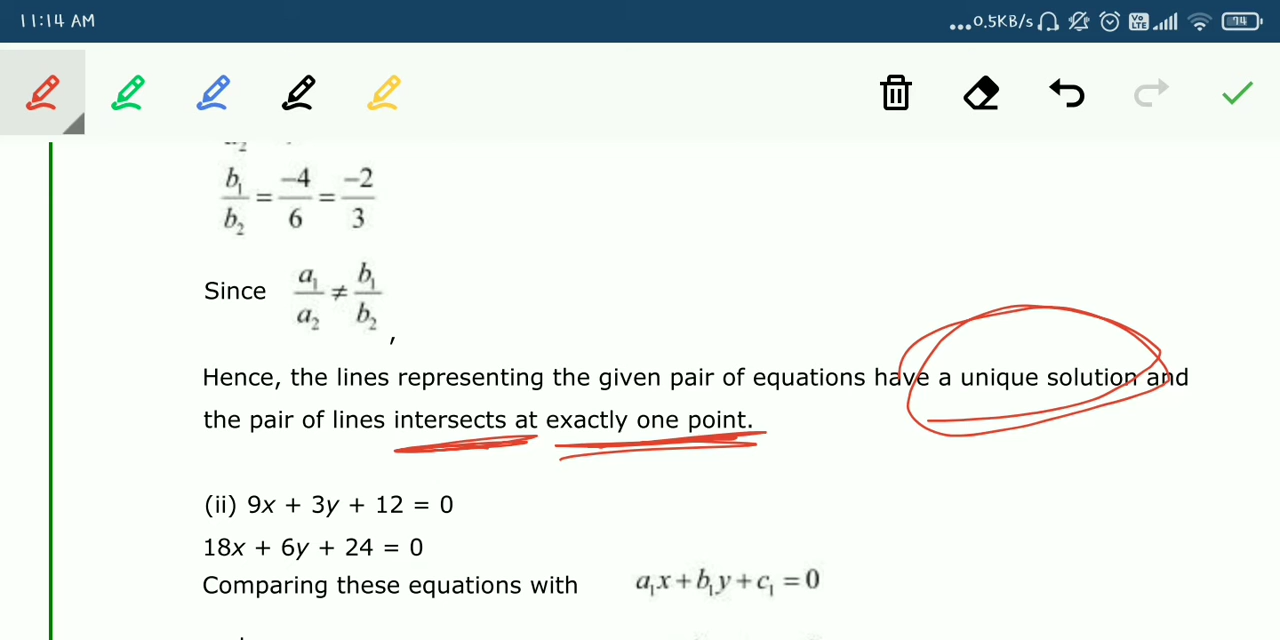 11:14 AM ...0.5KB/s VoLTE 74
b₁/b₂ = −4/6 = −2/3
Since a₁/a₂ ≠ b₁/b₂ ,
Hence, the lines representing the given pair of equations have a unique solution and
the pair of lines intersects at exactly one point.
(ii) 9x + 3y + 12 = 0
18x + 6y + 24 = 0
Comparing these equations with a₁x + b₁y + c₁ = 0